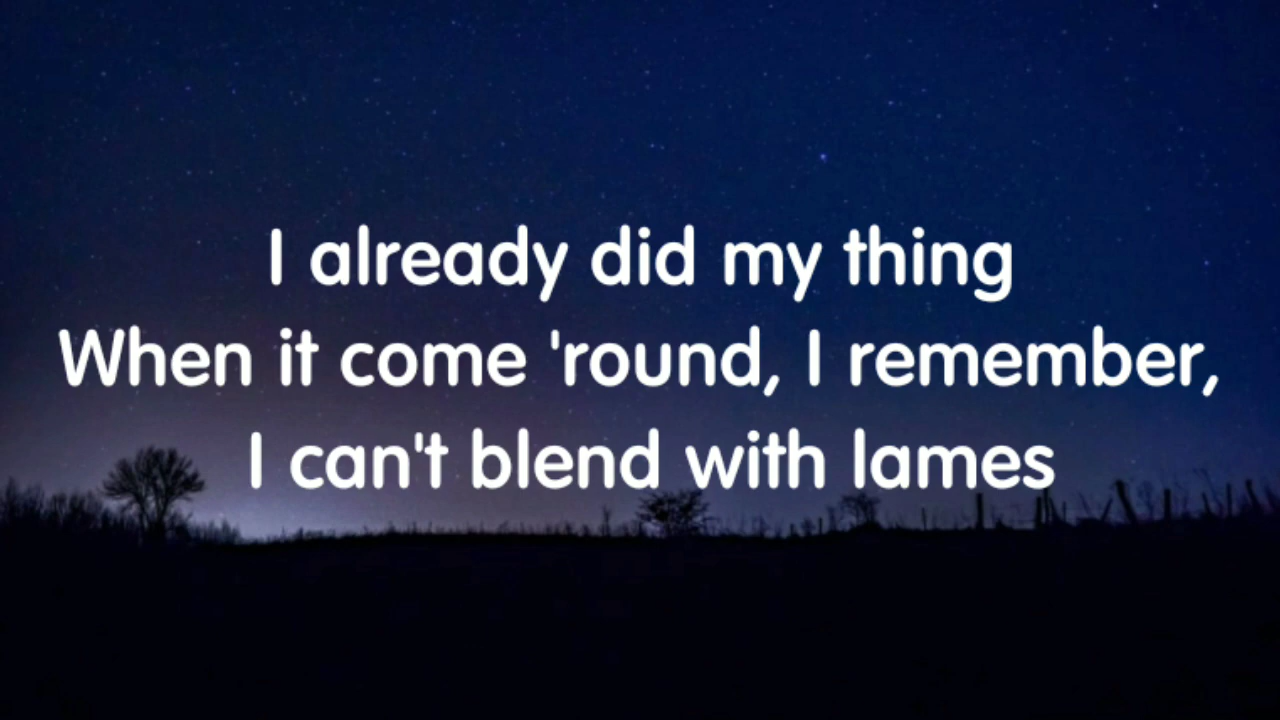 I already did my thing
When it come 'round, I remember,
I can't blend with lames